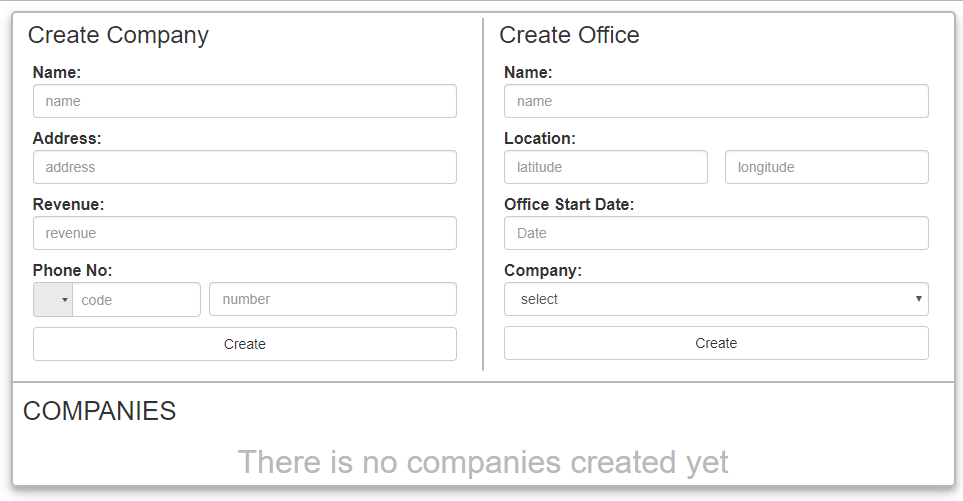 Create Company
Name:
name
Address:
address
Revenue:
revenue
Phone No:
code number
Create
Create Office
Name:
name
Location:
latitude longitude
Office Start Date:
Date
Company:
select
Create
COMPANIES
There is no companies created yet